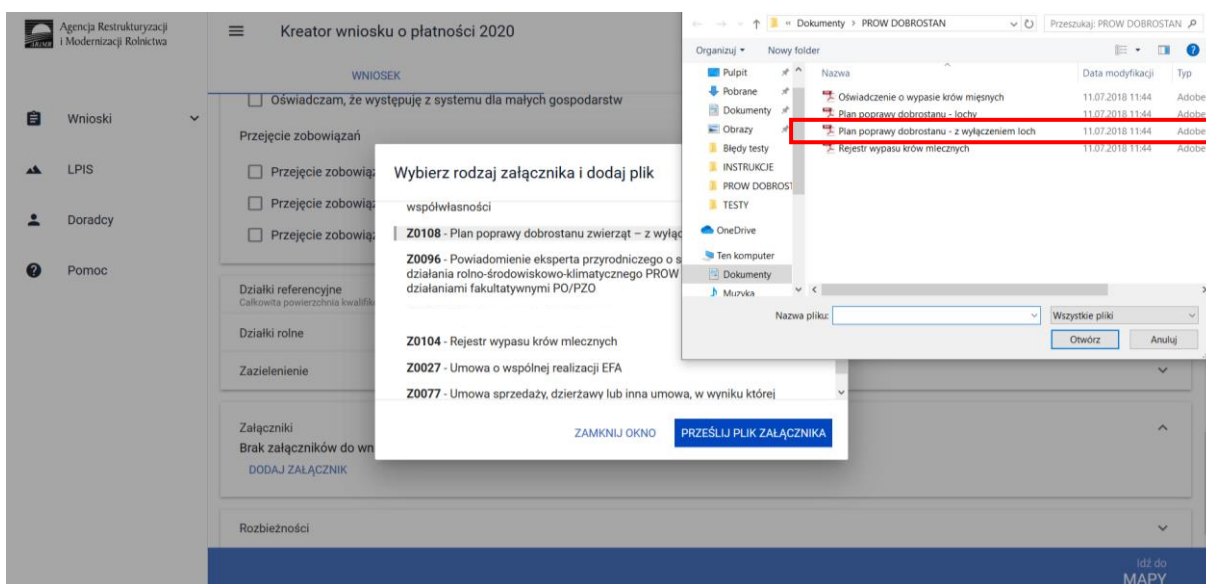 Agencja Restrukturyzacji
i Modernizacji Rolnictwa
Wnioski
LPIS
Doradcy
Pomoc
Kreator wniosku o płatności 2020
WNIOSEK
Oświadczam, że występuję z systemu dla małych gospodarstw
Przejęcie zobowiązań
Przejęcie zobowiąz
Przejęcie zobowiąz
Przejęcie zobowiąz
Działki referencyjne
Całkowita powierzchnia kwalifik
Działki rolne
Zazielenienie
Załączniki
Brak załączników do wn
DODAJ ZAŁĄCZNIK
Rozbieżności
Idź do
MAPY
Wybierz rodzaj załącznika i dodaj plik
współwłasności
Z0108 - Plan poprawy dobrostanu zwierząt – z wyłąc
Z0096 - Powiadomienie eksperta przyrodniczego o s
działania rolno-środowiskowo-klimatycznego PROW
działaniami fakultatywnymi PO/PZO
Z0104 - Rejestr wypasu krów mlecznych
Z0027 - Umowa o wspólnej realizacji EFA
Z0077 - Umowa sprzedaży, dzierżawy lub inna umowa, w wyniku której
ZAMKNIJ OKNO PRZEŚLIJ PLIK ZAŁĄCZNIKA
« Dokumenty > PROW DOBROSTAN
Przeszukaj: PROW DOBROSTAN
Organizuj Nowy folder
Pulpit
Pobrane
Dokumenty
Obrazy
Błędy testy
INSTRUKCJE
PROW DOBROST
TESTY
OneDrive
Ten komputer
Dokumenty
Muzyka
Nazwa Data modyfikacji Typ
Oświadczenie o wypasie krów mięsnych 11.07.2018 11:44 Adobe
Plan poprawy dobrostanu - lochy 11.07.2018 11:44 Adobe
Plan poprawy dobrostanu - z wyłączeniem loch 11.07.2018 11:44 Adobe
Rejestr wypasu krów mlecznych 11.07.2018 11:44 Adobe
Nazwa pliku: Wszystkie pliki
Otwórz Anuluj